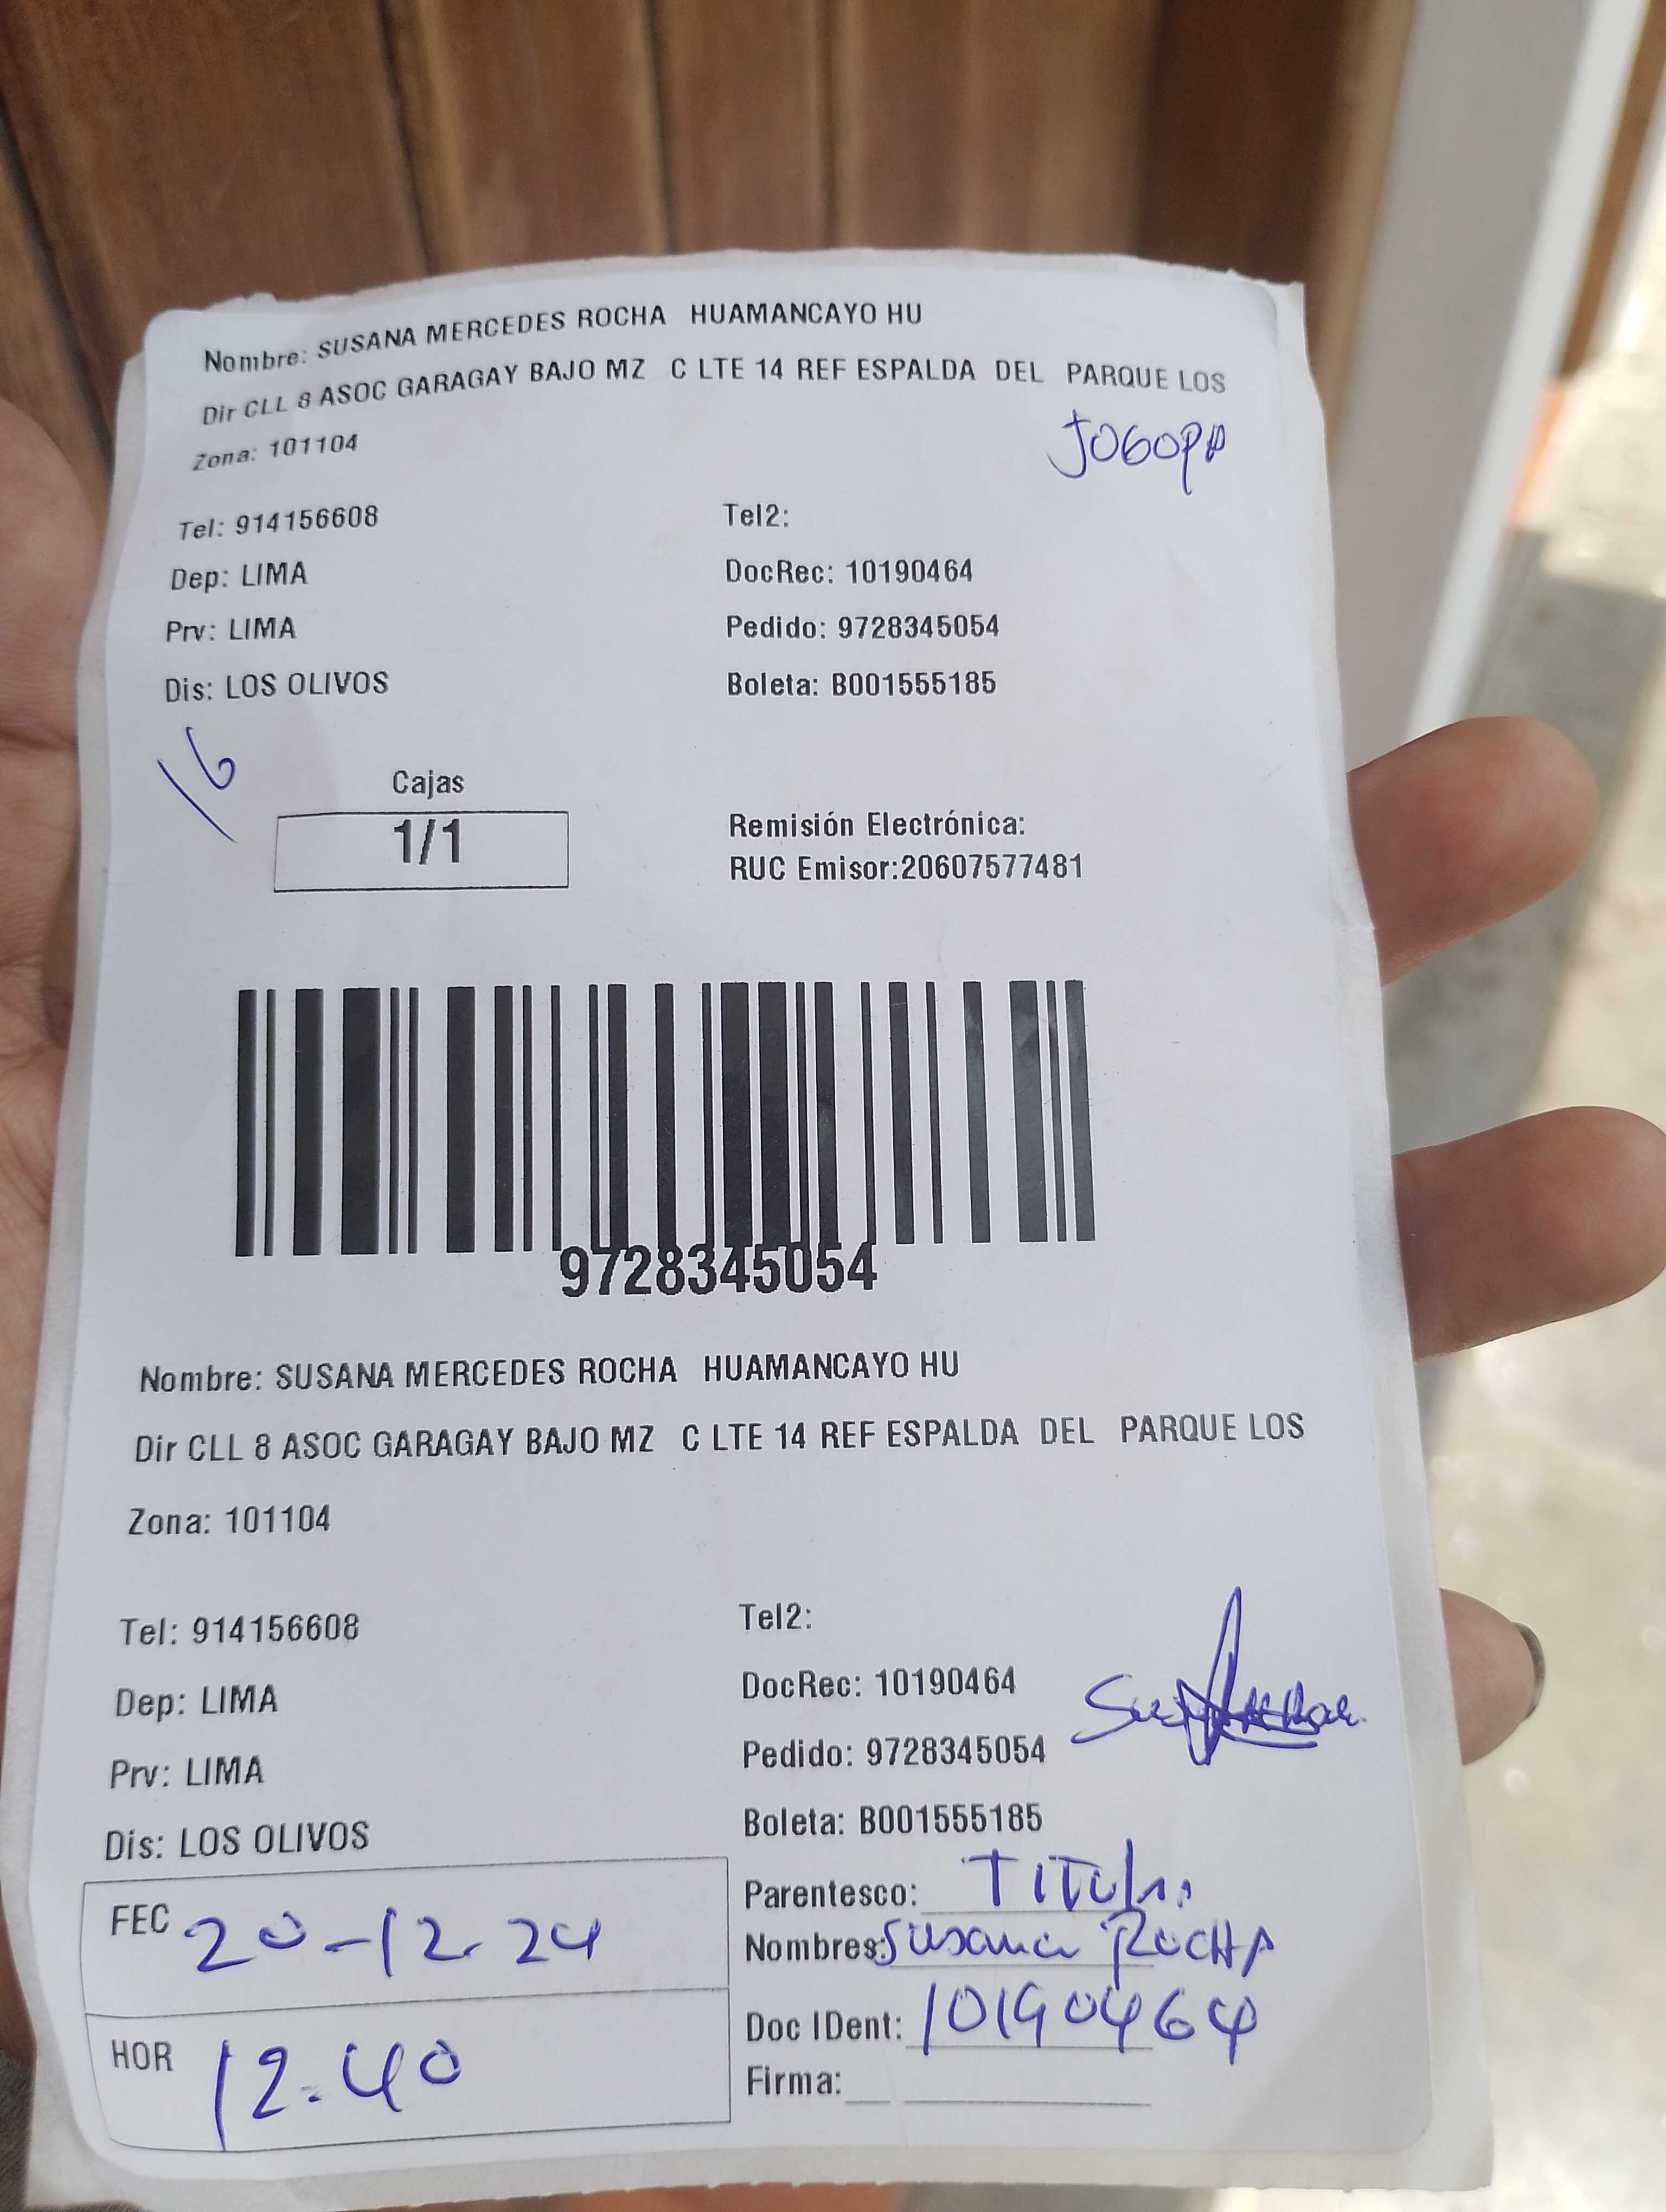 Nombre: SUSANA MERCEDES ROCHA HUAMANCAYO HU
Dir CLL 8 ASOC GARAGAY BAJO MZ C LTE 14 REF ESPALDA DEL PARQUE LOS
Zona: 101104
Tel: 914156608
Tel2:
Dep: LIMA
DocRec: 10190464
Prv: LIMA
Pedido: 9728345054
Dis: LOS OLIVOS
Boleta: B001555185
16
Cajas
1/1
Remisión Electrónica:
RUC Emisor:20607577481
9728345054
Nombre: SUSANA MERCEDES ROCHA HUAMANCAYO HU
Dir CLL 8 ASOC GARAGAY BAJO MZ C LTE 14 REF ESPALDA DEL PARQUE LOS
Zona: 101104
Tel: 914156608
Tel2:
Dep: LIMA
DocRec: 10190464
Prv: LIMA
Pedido: 9728345054
Dis: LOS OLIVOS
Boleta: B001555185
FEC 20-12-24
HOR 12:40
Parentesco:
Nombres: Susana ROCHA
Doc IDent: 10190464
Firma: